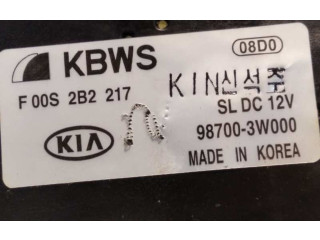 KBWS
08D0
F 00S 2B2 217
KIN신석주
SL DC 12V
KIA
98700-3W000
MADE IN KOREA